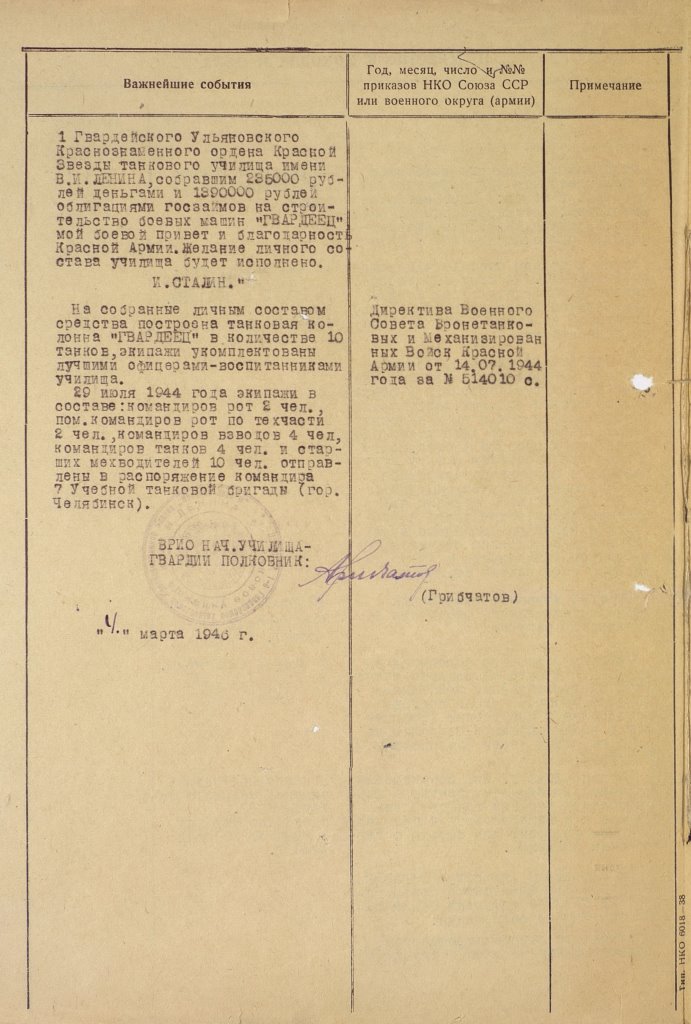 Важнейшие события
Год, месяц, число и №№
приказов НКО Союза ССР
или военного округа (армии)
Примечание
1 Гвардейского Ульяновского
Краснознаменного ордена Красной
Звезды танкового училища имени
В.И.ЛЕНИНА,собравшим 235000 руб-
лей деньгами и 1390000 рублей
облигациями госзаймов на строи-
тельство боевых машин "ГВАРДЕЕЦ"
мой боевой привет и благодарность
Красной Армии.Желание личного со-
става училища будет исполнено.
И.СТАЛИН."
На собранные личным составом
средства построена танковая ко-
лонна "ГВАРДЕЕЦ" в количестве 10
танков,экипажи укомплектованы
лучшими офицерами-воспитанниками
училища.
29 июля 1944 года экипажи в
составе:командиров рот 2 чел.,
пом.командиров рот по техчасти
2 чел.,командиров взводов 4 чел,
командиров танков 4 чел. и стар-
ших мехводителей 10 чел. отправ-
лены в распоряжение командира
7 Учебной танковой бригады (гор.
Челябинск).
Директива Военного
Совета Бронетанко-
вых и Механизирован
ных Войск Красной
Армии от 14.07.1944
года за № 514010 с.
ВРИО НАЧ.УЧИЛИЩА-
ГВАРДИИ ПОЛКОВНИК:
(Грибчатов)
"4." марта 1946 г.
Тип. НКО 6018—38